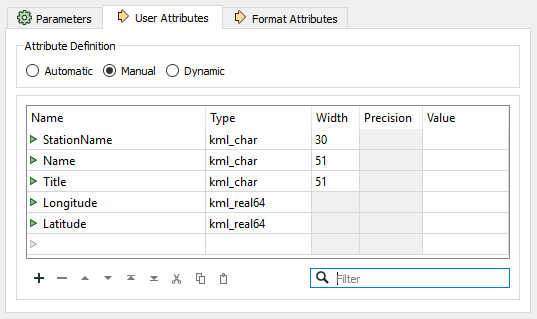 Parameters User Attributes Format Attributes
Attribute Definition
Automatic Manual Dynamic
Name Type Width Precision Value
StationName kml_char 30
Name kml_char 51
Title kml_char 51
Longitude kml_real64
Latitude kml_real64
Filter